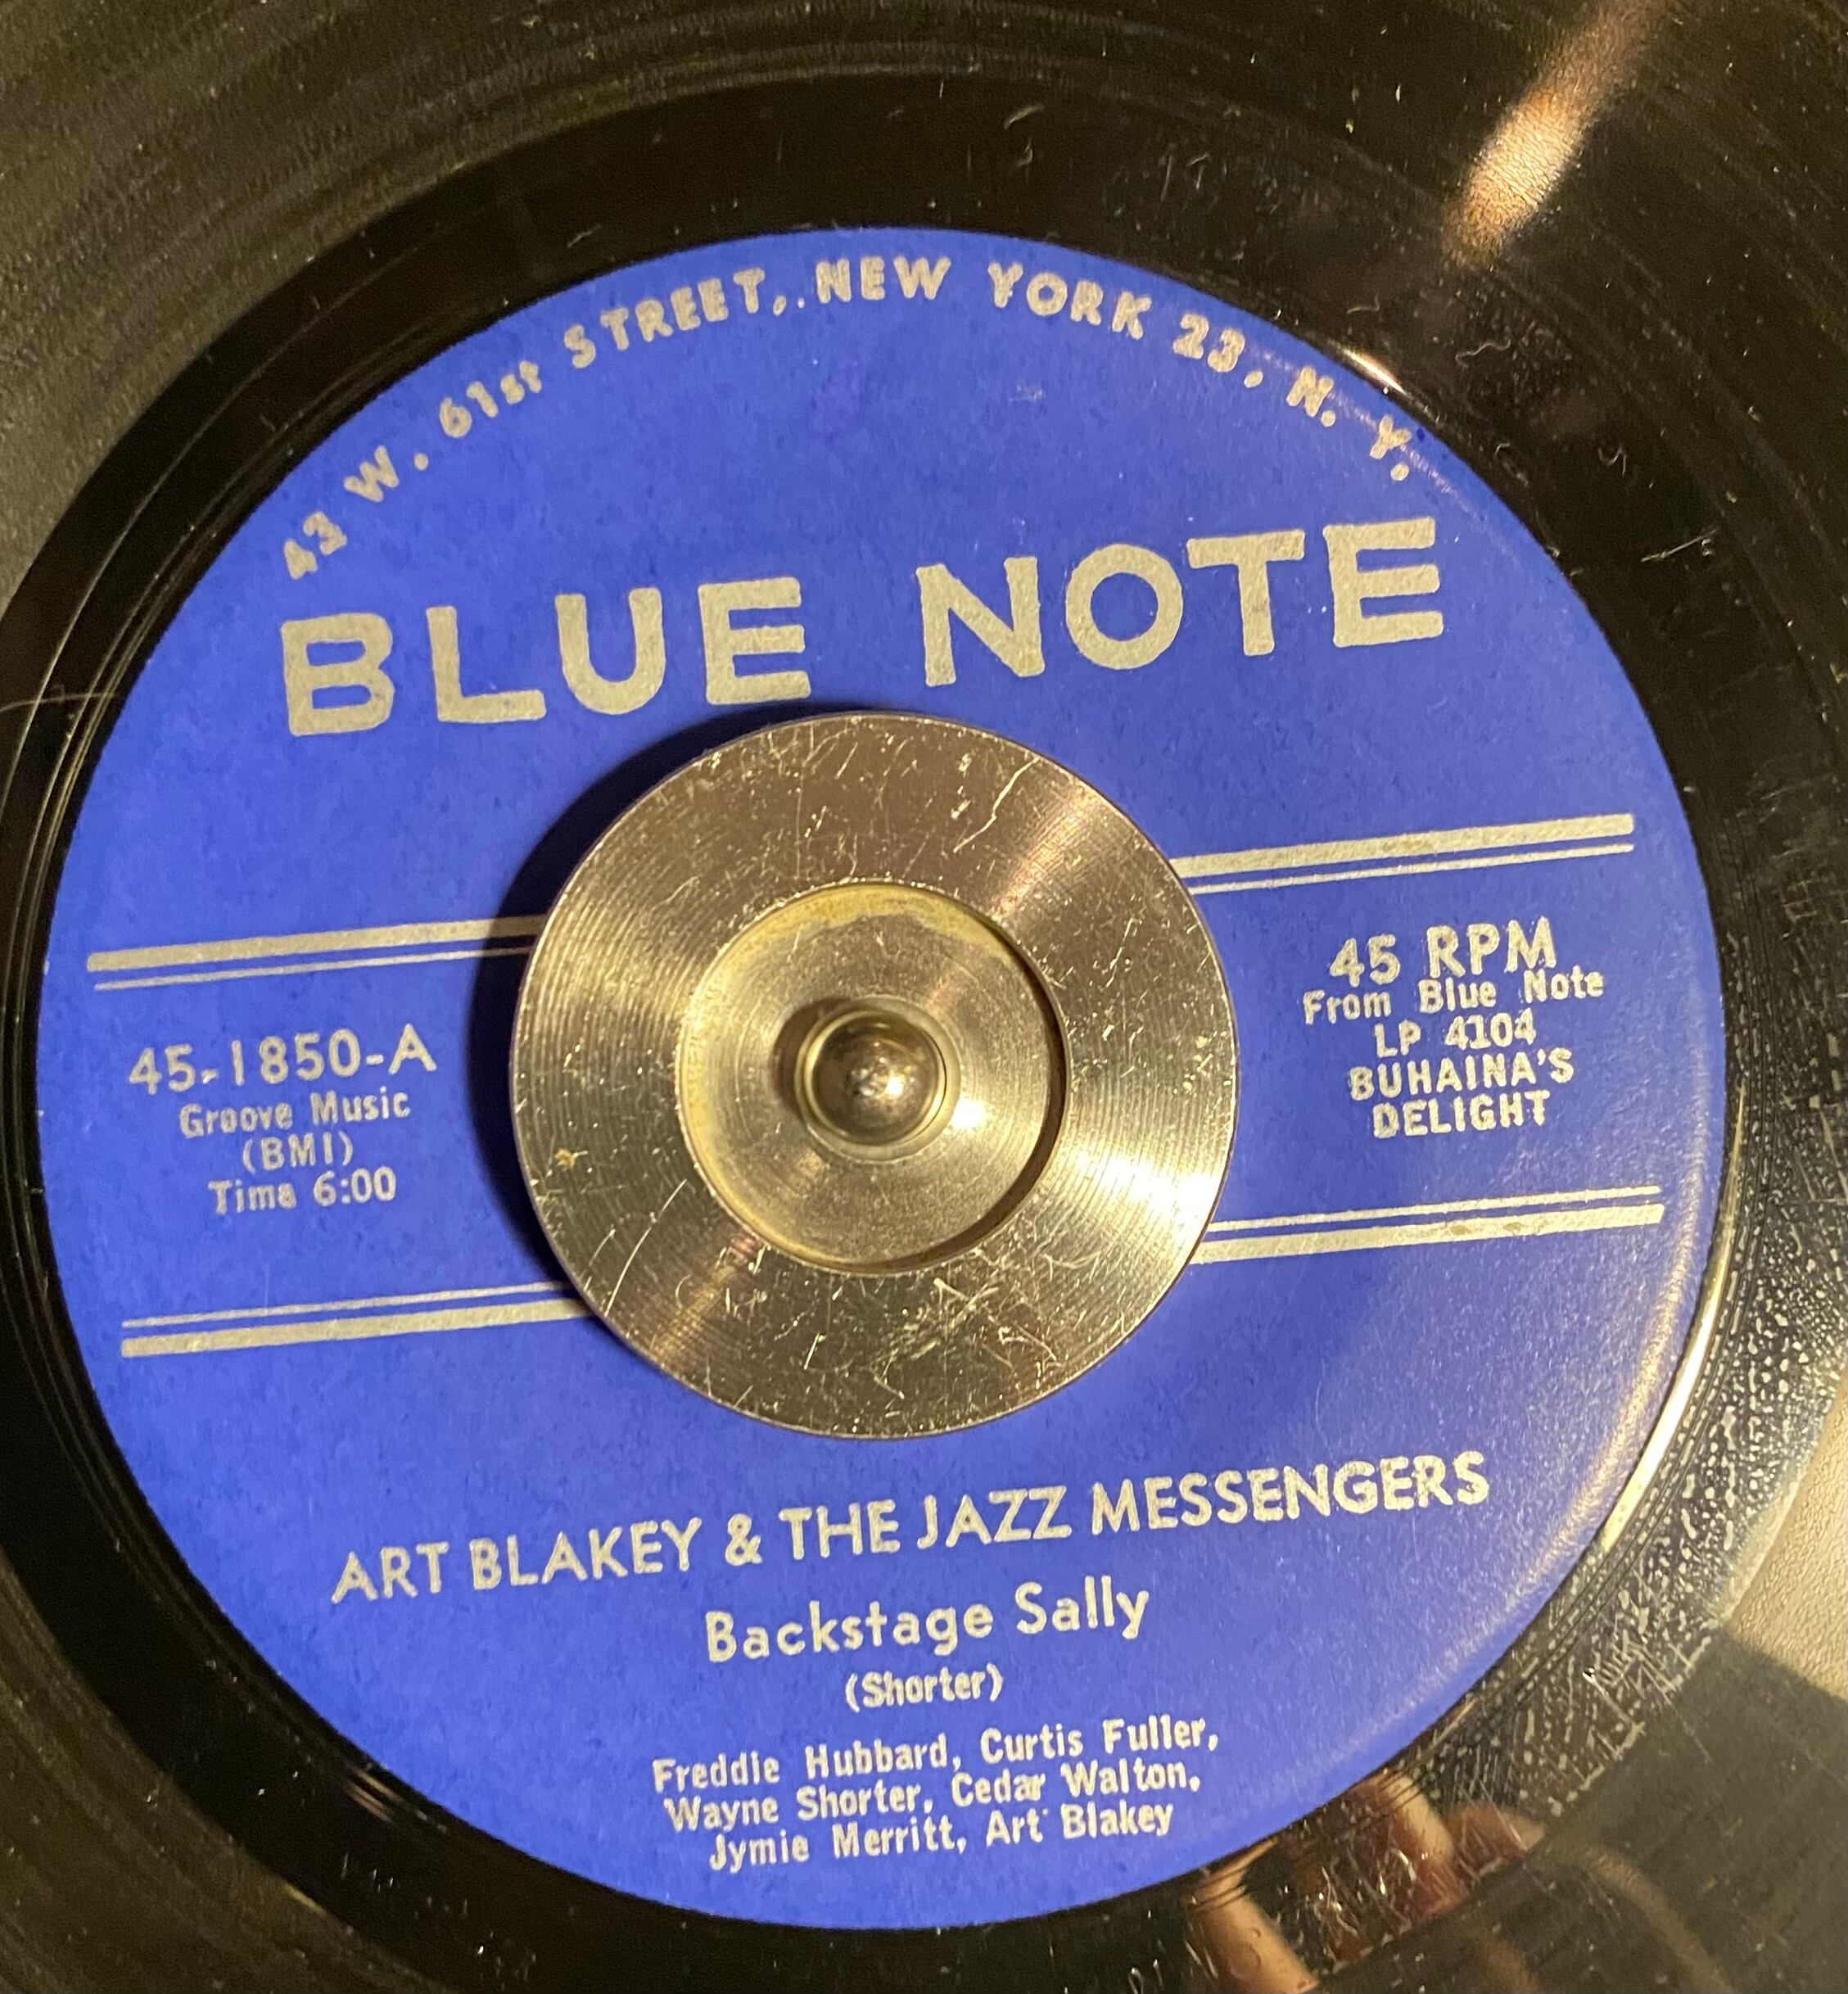 43 W. 61st STREET, NEW YORK 23, N. Y.
BLUE NOTE
45-1850-A
Groove Music
(BMI)
Time 6:00
45 RPM
From Blue Note
LP 4104
BUHAINA'S
DELIGHT
ART BLAKEY & THE JAZZ MESSENGERS
Backstage Sally
(Shorter)
Freddie Hubbard, Curtis Fuller,
Wayne Shorter, Cedar Walton,
Jymie Merritt, Art Blakey